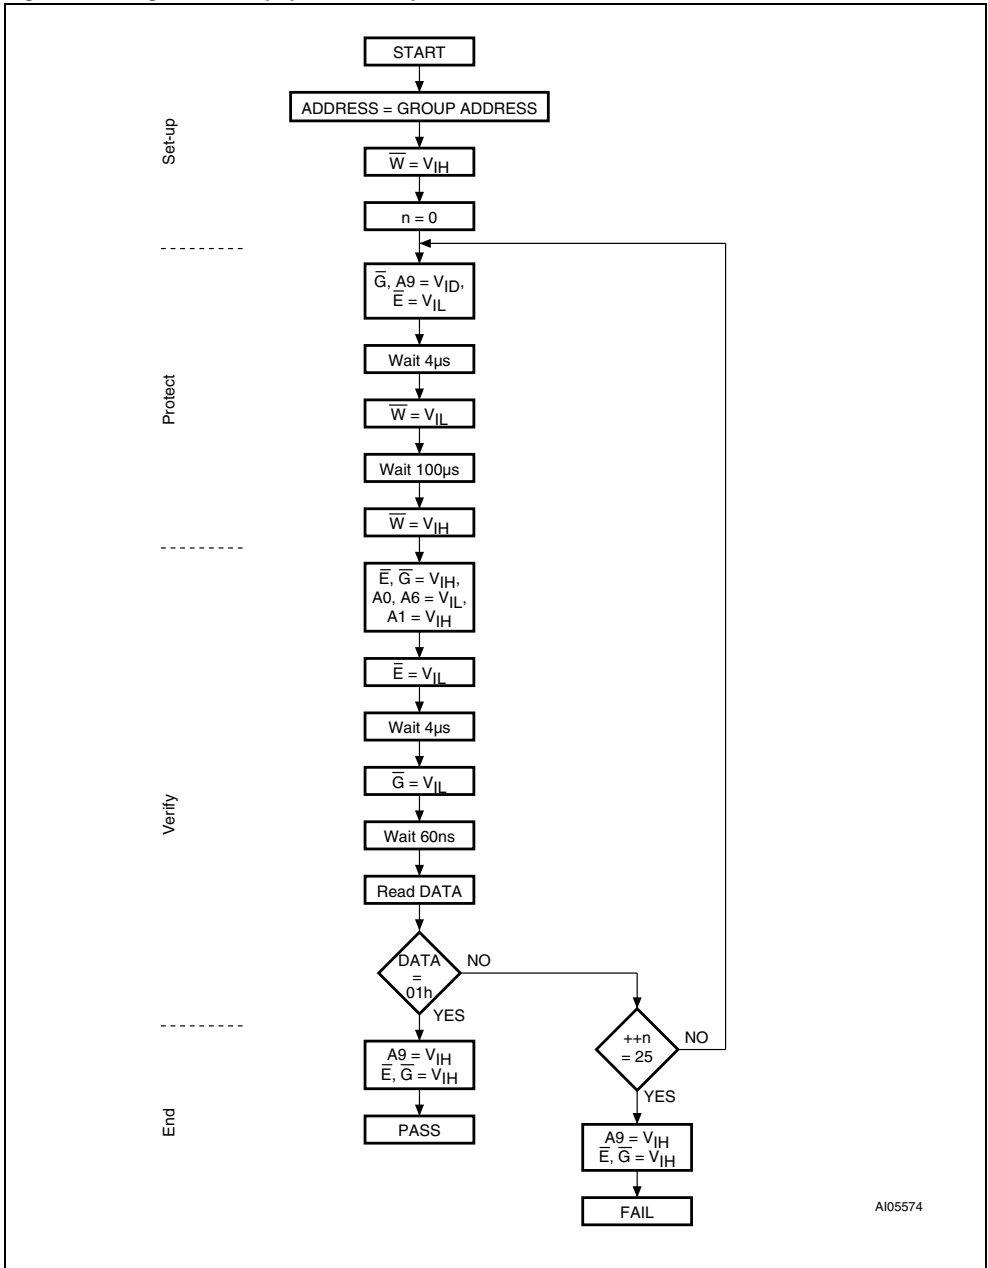 START
ADDRESS = GROUP ADDRESS
Set-up
W̅ = VIH
n = 0
G̅, A9 = VID,
E̅ = VIL
Wait 4µs
Protect
W̅ = VIL
Wait 100µs
W̅ = VIH
E̅, G̅ = VIH,
A0, A6 = VIL,
A1 = VIH
E̅ = VIL
Wait 4µs
G̅ = VIL
Verify
Wait 60ns
Read DATA
DATA
=
01h
NO
YES
++n
= 25
NO
YES
A9 = VIH
E̅, G̅ = VIH
End
PASS
A9 = VIH
E̅, G̅ = VIH
FAIL
AI05574